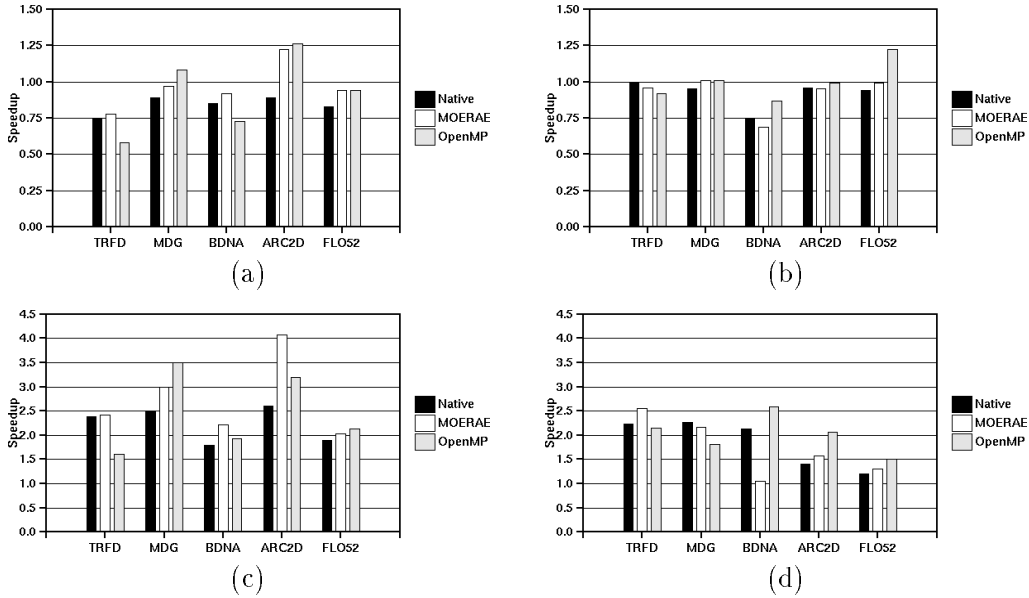 1.50
1.25
1.00
0.75
0.50
0.25
0.00
Speedup
TRFD MDG BDNA ARC2D FLO52
Native
MOERAE
OpenMP
(a)
1.50
1.25
1.00
0.75
0.50
0.25
0.00
Speedup
TRFD MDG BDNA ARC2D FLO52
Native
MOERAE
OpenMP
(b)
4.5
4.0
3.5
3.0
2.5
2.0
1.5
1.0
0.5
0.0
Speedup
TRFD MDG BDNA ARC2D FLO52
Native
MOERAE
OpenMP
(c)
4.5
4.0
3.5
3.0
2.5
2.0
1.5
1.0
0.5
0.0
Speedup
TRFD MDG BDNA ARC2D FLO52
Native
MOERAE
OpenMP
(d)